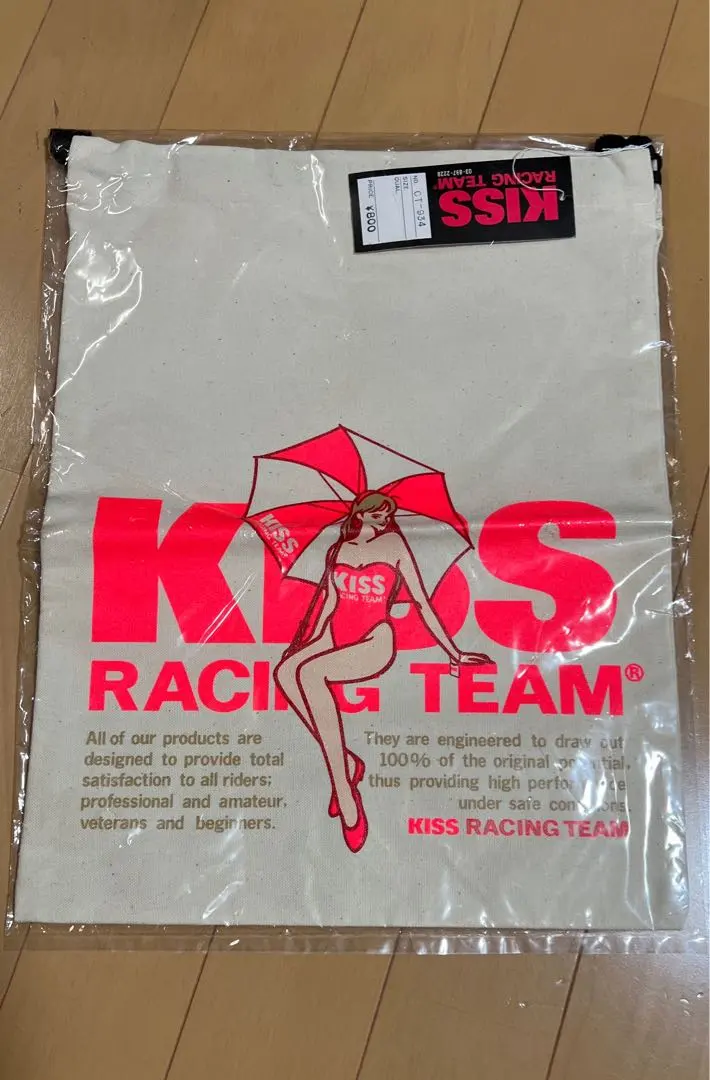 KISS
RACING TEAM
03-897-2228
NO. CT-934
SIZE
QUAL
PRICE ¥800
KISS
RACING TEAM
KISS
KISS
RACING TEAM
RACING TEAM®
All of our products are
designed to provide total
satisfaction to all riders;
professional and amateur,
veterans and beginners.
They are engineered to draw out
100% of the original potential,
thus providing high
under safe
KISS RACING TEAM